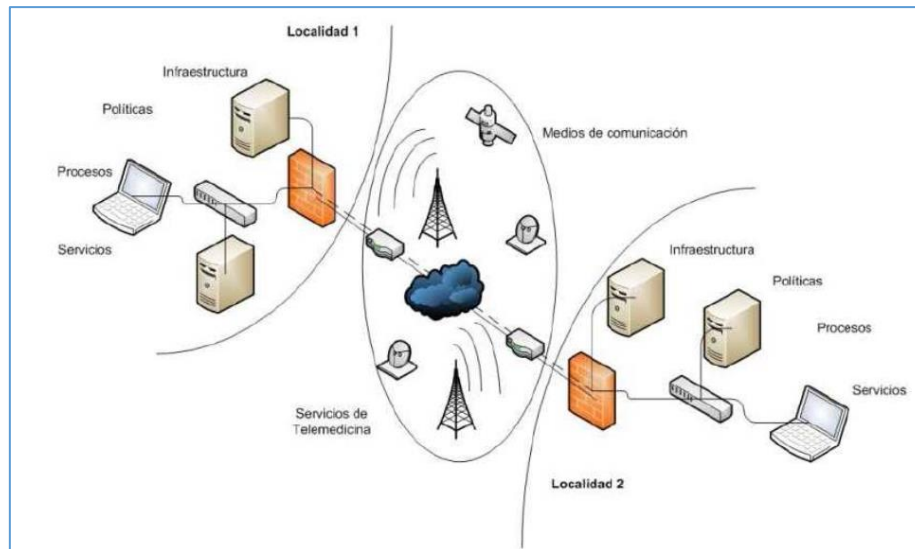 Localidad 1
Infraestructura
Políticas
Medios de comunicación
Procesos
Servicios
Infraestructura
Políticas
Procesos
Servicios
Servicios de
Telemedicina
Localidad 2